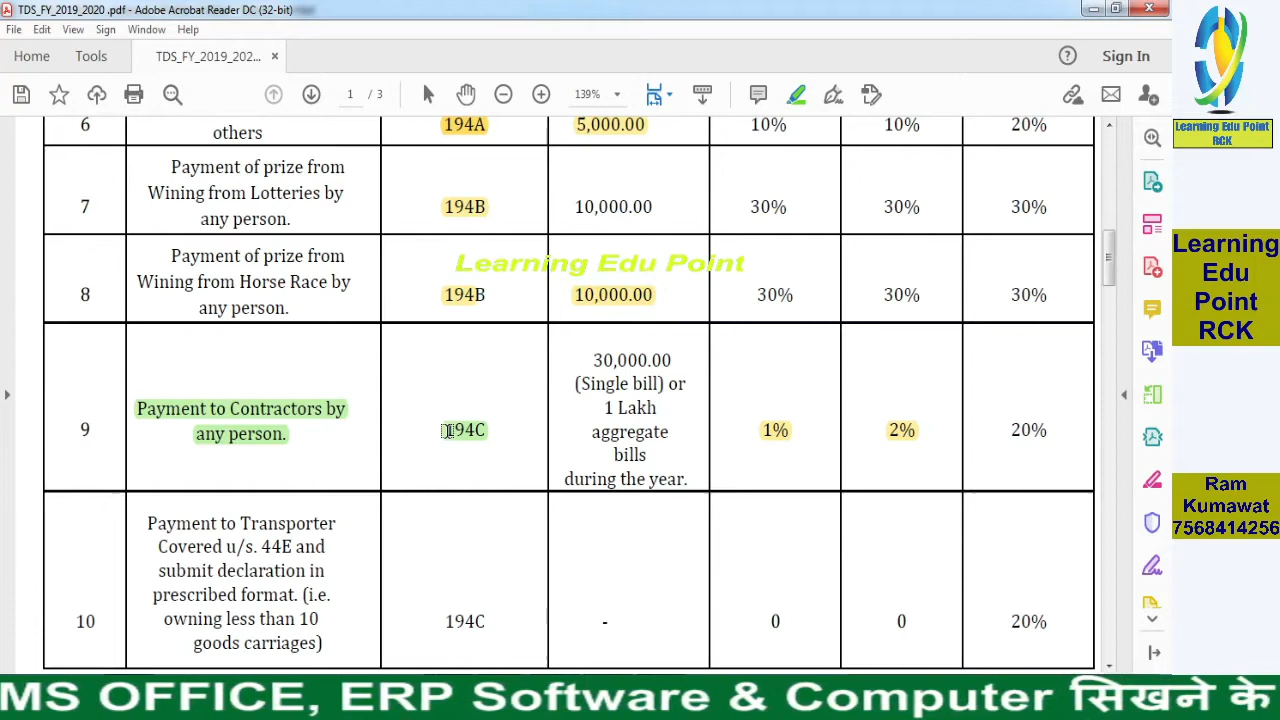 TDS_FY_2019_2020 .pdf - Adobe Acrobat Reader DC (32-bit)
File Edit View Sign Window Help
Home Tools TDS_FY_2019_202... × Sign In
1 / 3 139%
6 others 194A 5,000.00 10% 10% 20%
7
Payment of prize from
Wining from Lotteries by
any person.
194B 10,000.00 30% 30% 30%
8
Payment of prize from
Wining from Horse Race by
any person.
194B 10,000.00 30% 30% 30%
Learning Edu Point
9
Payment to Contractors by
any person.
194C
30,000.00
(Single bill) or
1 Lakh
aggregate
bills
during the year.
1% 2% 20%
10
Payment to Transporter
Covered u/s. 44E and
submit declaration in
prescribed format. (i.e.
owning less than 10
goods carriages)
194C - 0 0 20%
Learning Edu Point
RCK
Learning
Edu
Point
RCK
Ram
Kumawat
7568414256
MS OFFICE, ERP Software & Computer सिखने के